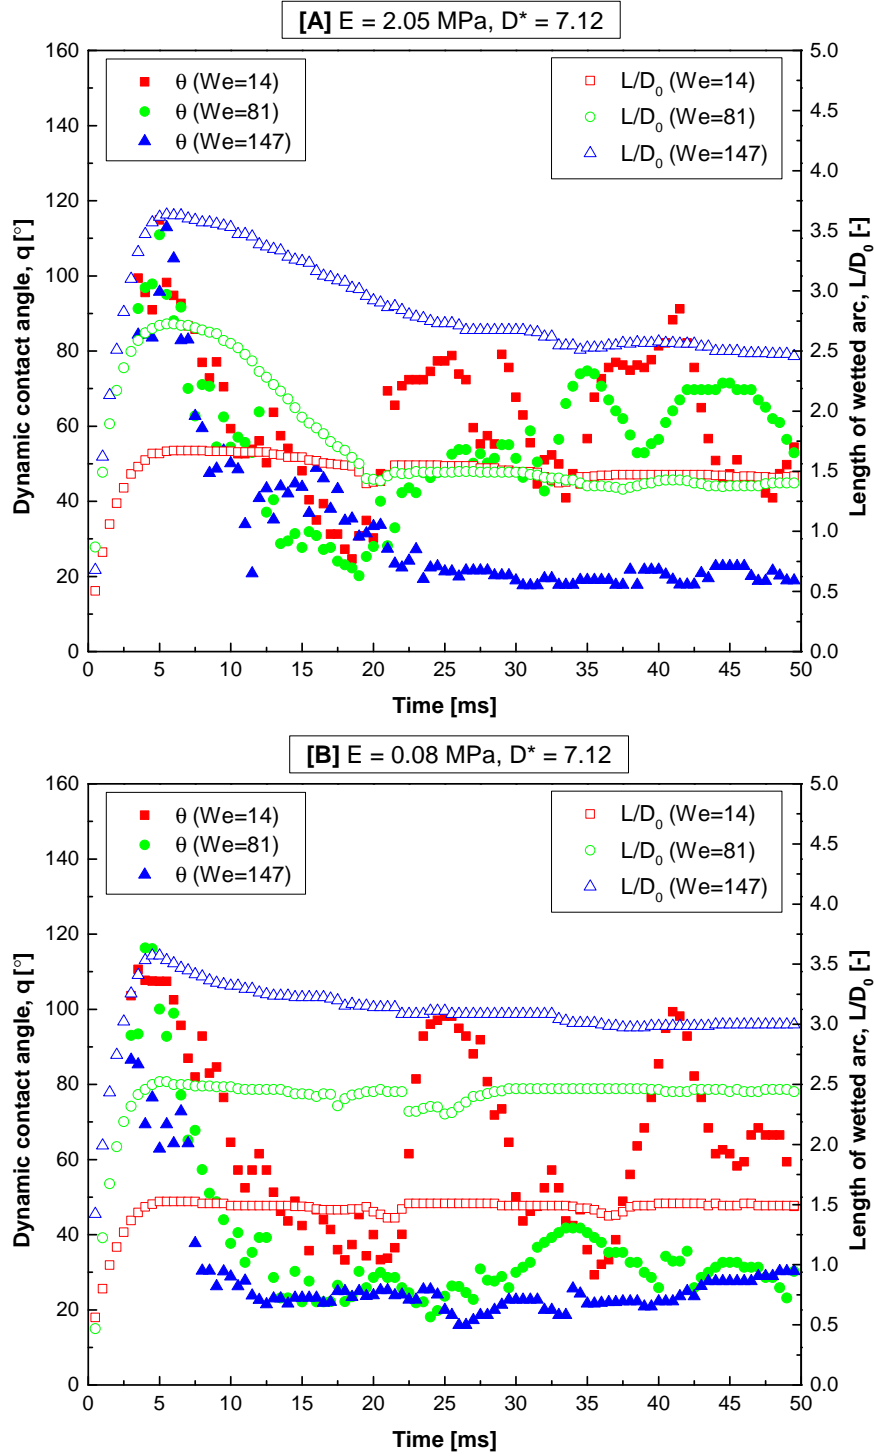 [A] E = 2.05 MPa, D* = 7.12
θ (We=14)
θ (We=81)
θ (We=147)
L/D₀ (We=14)
L/D₀ (We=81)
L/D₀ (We=147)
Dynamic contact angle, q [°]
160
140
120
100
80
60
40
20
0
Length of wetted arc, L/D₀ [-]
5.0
4.5
4.0
3.5
3.0
2.5
2.0
1.5
1.0
0.5
0.0
0 5 10 15 20 25 30 35 40 45 50
Time [ms]
[B] E = 0.08 MPa, D* = 7.12
θ (We=14)
θ (We=81)
θ (We=147)
L/D₀ (We=14)
L/D₀ (We=81)
L/D₀ (We=147)
Dynamic contact angle, q [°]
160
140
120
100
80
60
40
20
0
Length of wetted arc, L/D₀ [-]
5.0
4.5
4.0
3.5
3.0
2.5
2.0
1.5
1.0
0.5
0.0
0 5 10 15 20 25 30 35 40 45 50
Time [ms]